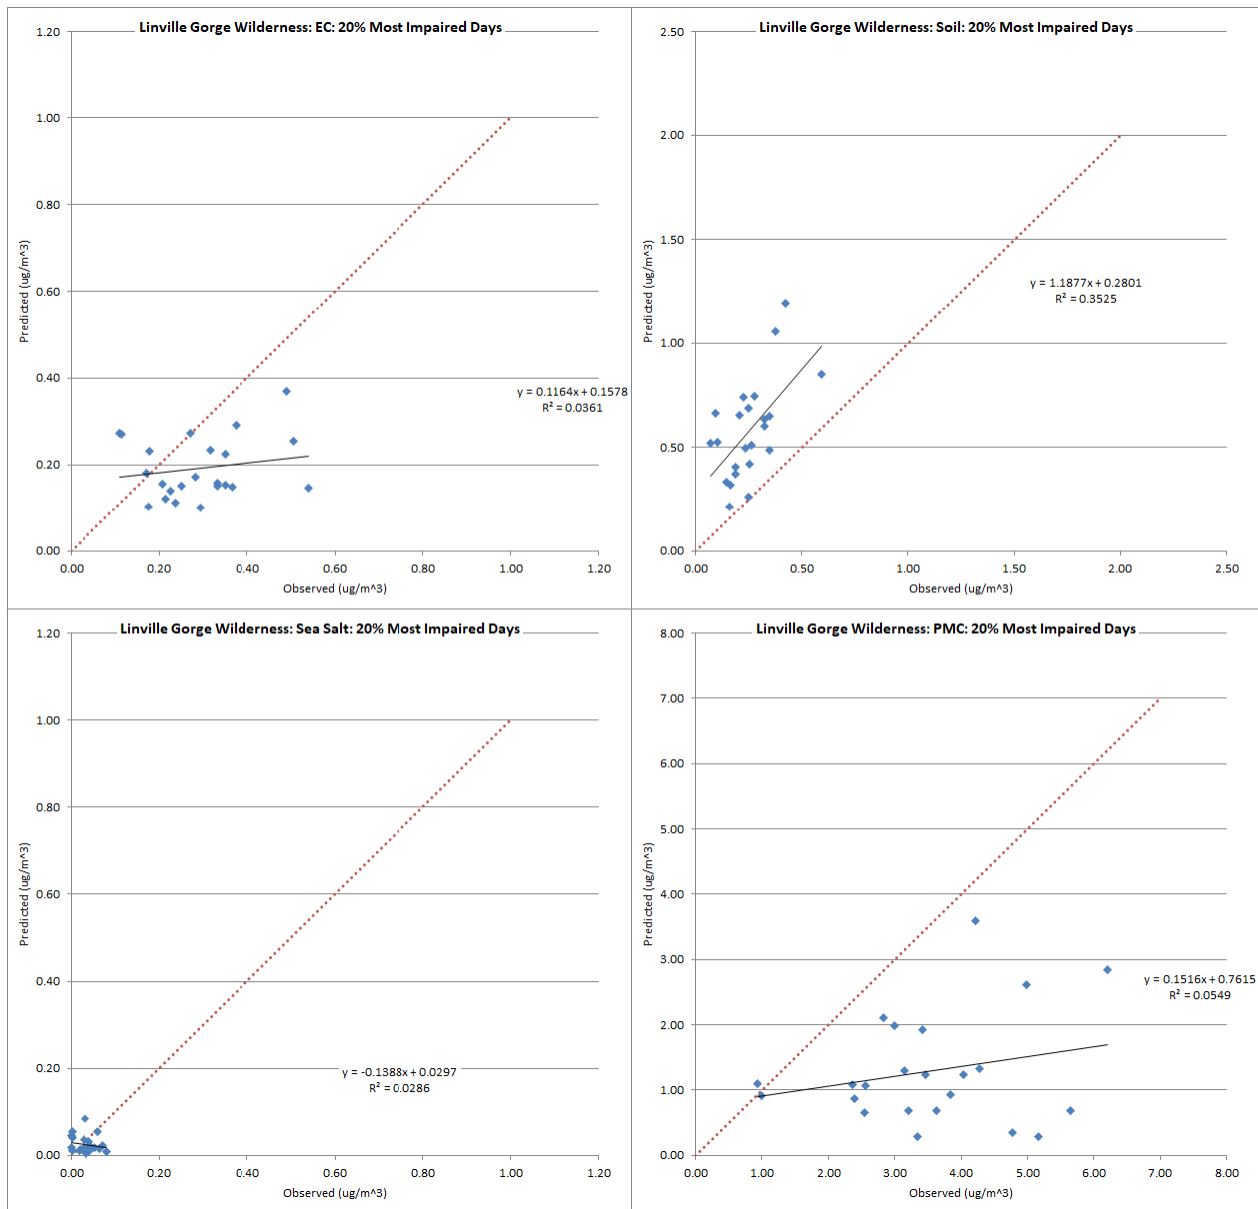 Linville Gorge Wilderness: EC: 20% Most Impaired Days
1.20
1.00
0.80
0.60
0.40
0.20
0.00
Predicted (ug/m^3)
y = 0.1164x + 0.1578
R² = 0.0361
0.00 0.20 0.40 0.60 0.80 1.00 1.20
Observed (ug/m^3)
Linville Gorge Wilderness: Soil: 20% Most Impaired Days
2.50
2.00
1.50
1.00
0.50
0.00
Predicted (ug/m^3)
y = 1.1877x + 0.2801
R² = 0.3525
0.00 0.50 1.00 1.50 2.00 2.50
Observed (ug/m^3)
Linville Gorge Wilderness: Sea Salt: 20% Most Impaired Days
1.20
1.00
0.80
0.60
0.40
0.20
0.00
Predicted (ug/m^3)
y = -0.1388x + 0.0297
R² = 0.0286
0.00 0.20 0.40 0.60 0.80 1.00 1.20
Observed (ug/m^3)
Linville Gorge Wilderness: PMC: 20% Most Impaired Days
8.00
7.00
6.00
5.00
4.00
3.00
2.00
1.00
0.00
Predicted (ug/m^3)
y = 0.1516x + 0.7615
R² = 0.0549
0.00 1.00 2.00 3.00 4.00 5.00 6.00 7.00 8.00
Observed (ug/m^3)